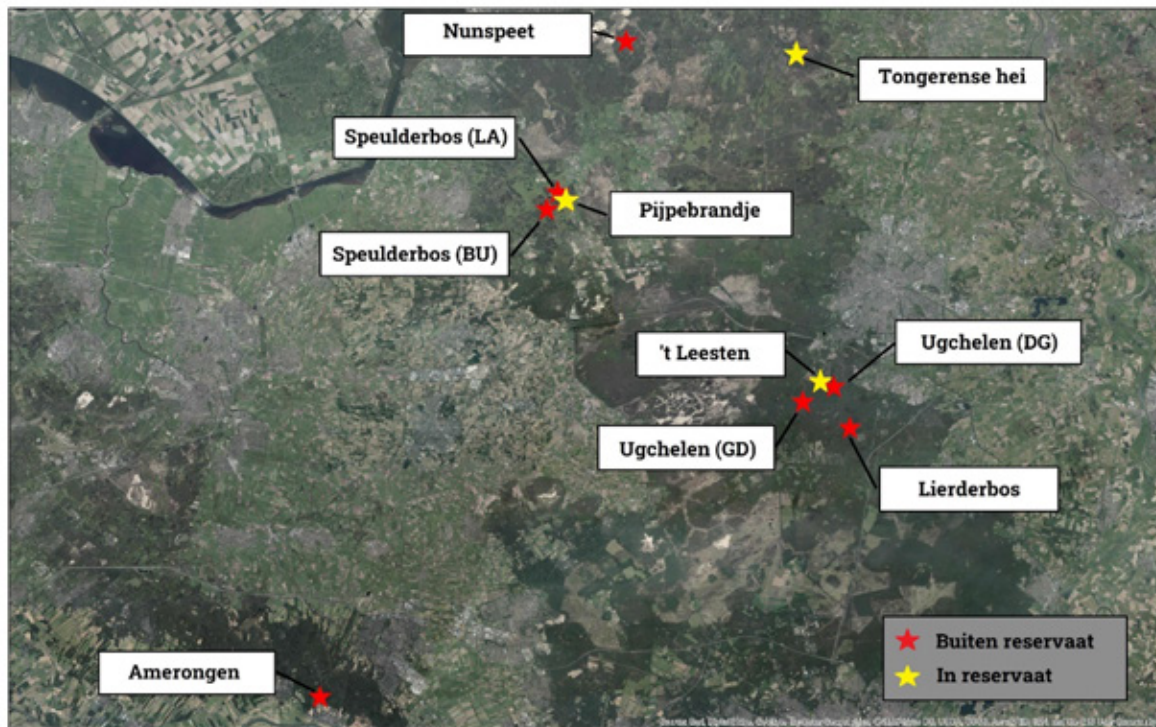 Nunspeet
Tongerense hei
Speulderbos (LA)
Pijpebrandje
Speulderbos (BU)
't Leesten
Ugchelen (DG)
Ugchelen (GD)
Lierderbos
Amerongen
Buiten reservaat
In reservaat